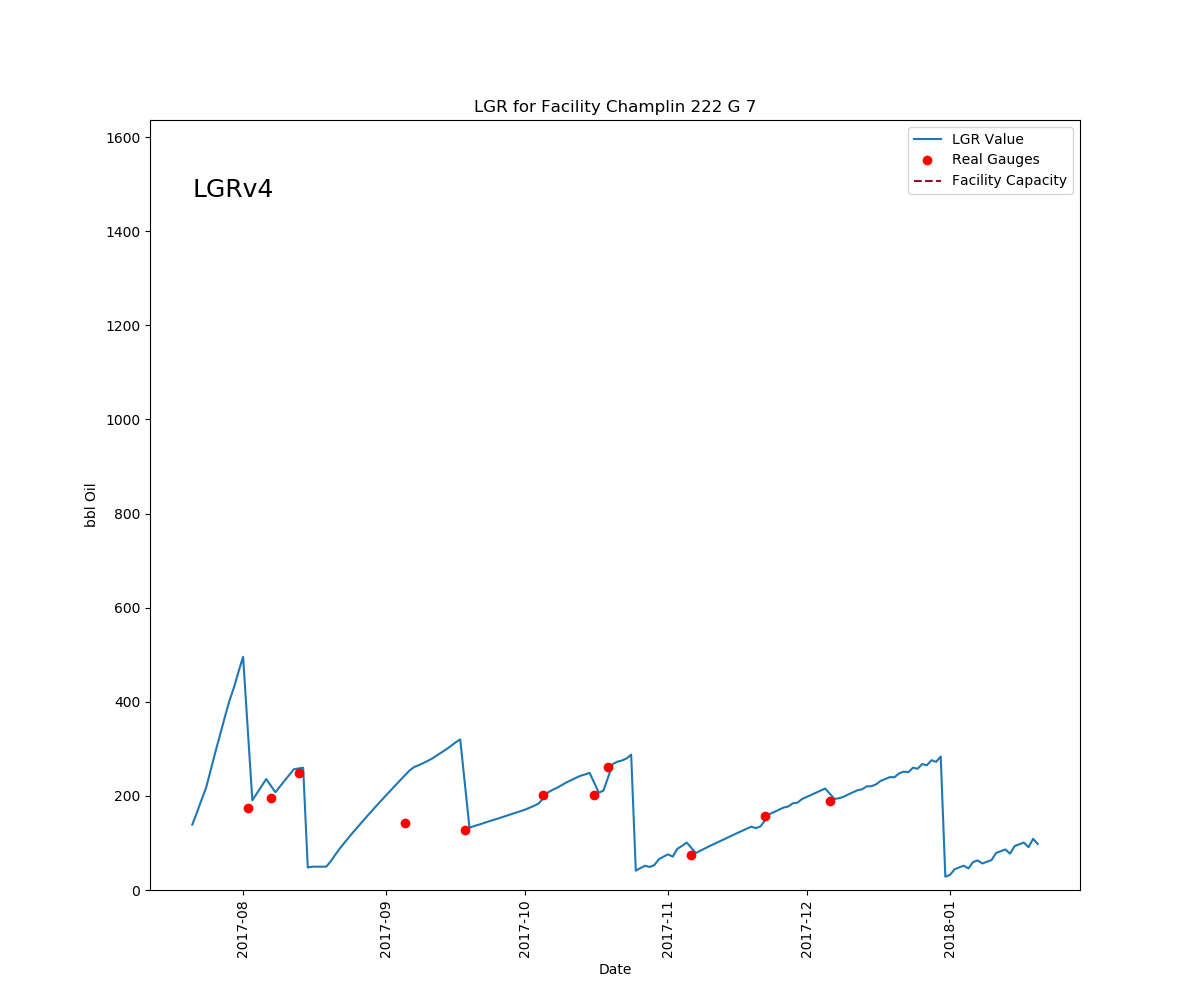 LGR for Facility Champlin 222 G 7
LGRv4
LGR Value
Real Gauges
Facility Capacity
1600
1400
1200
1000
800
600
400
200
0
bbl Oil
2017-08
2017-09
2017-10
2017-11
2017-12
2018-01
Date